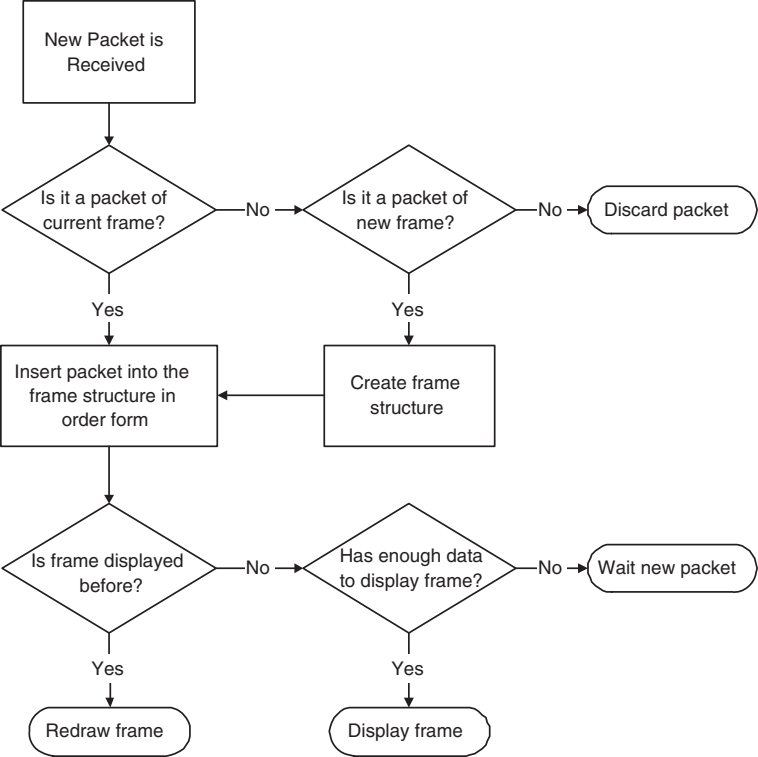 New Packet is
Received
Is it a packet of
current frame?
No
Is it a packet of
new frame?
No
Discard packet
Yes
Yes
Insert packet into the
frame structure in
order form
Create frame
structure
Is frame displayed
before?
No
Has enough data
to display frame?
No
Wait new packet
Yes
Yes
Redraw frame
Display frame